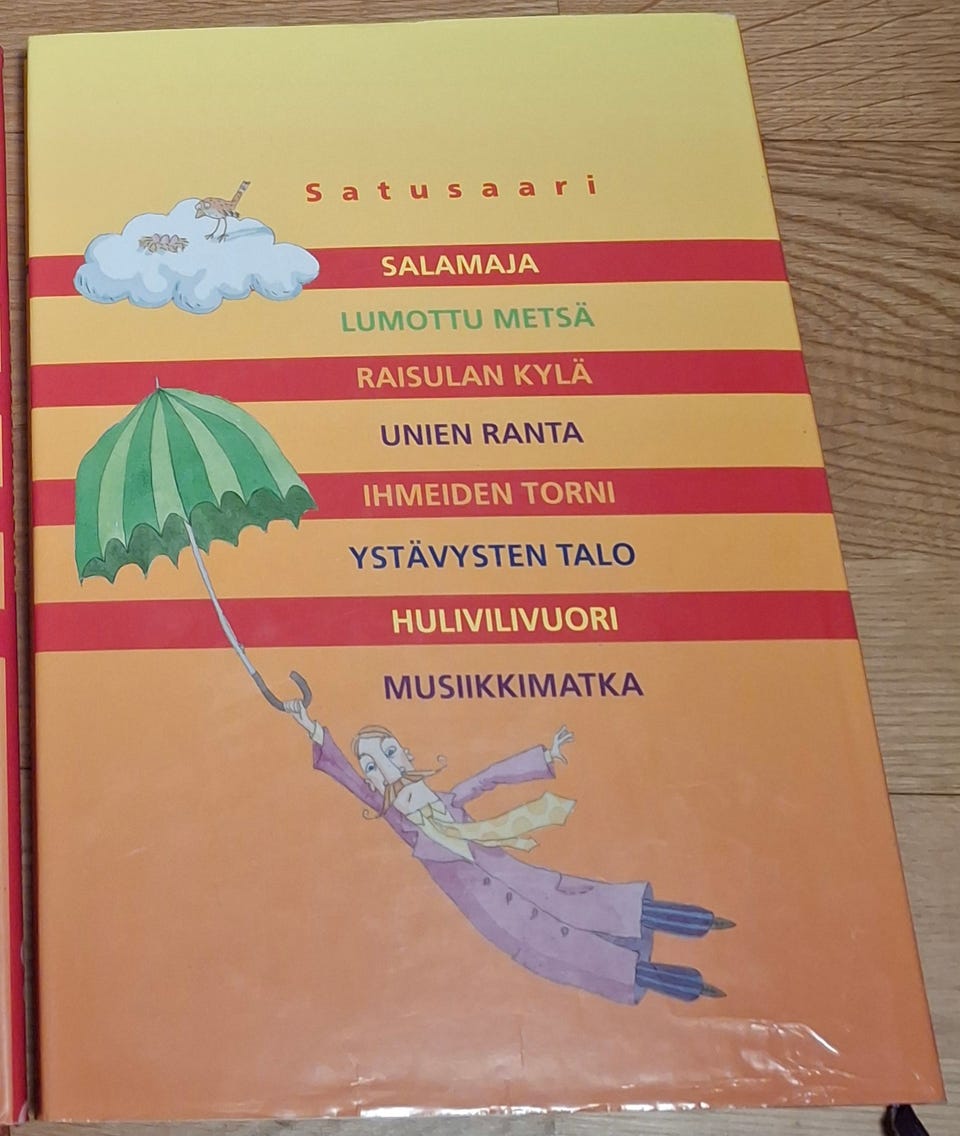 Satusaari
SALAMAJA
LUMOTTU METSÄ
RAISULAN KYLÄ
UNIEN RANTA
IHMEIDEN TORNI
YSTÄVYSTEN TALO
HULIVILIVUORI
MUSIIKKIMATKA